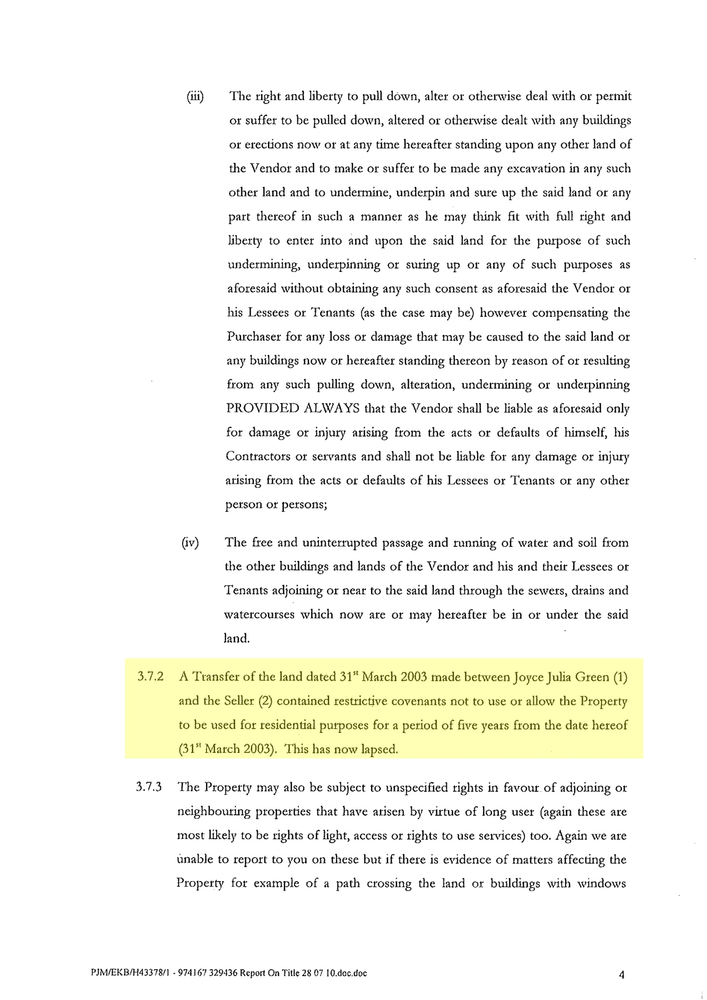 (iii) The right and liberty to pull down, alter or otherwise deal with or permit
or suffer to be pulled down, altered or otherwise dealt with any buildings
or erections now or at any time hereafter standing upon any other land of
the Vendor and to make or suffer to be made any excavation in any such
other land and to undermine, underpin and sure up the said land or any
part thereof in such a manner as he may think fit with full right and
liberty to enter into and upon the said land for the purpose of such
undermining, underpinning or suring up or any of such purposes as
aforesaid without obtaining any such consent as aforesaid the Vendor or
his Lessees or Tenants (as the case may be) however compensating the
Purchaser for any loss or damage that may be caused to the said land or
any buildings now or hereafter standing thereon by reason of or resulting
from any such pulling down, alteration, undermining or underpinning
PROVIDED ALWAYS that the Vendor shall be liable as aforesaid only
for damage or injury arising from the acts or defaults of himself, his
Contractors or servants and shall not be liable for any damage or injury
arising from the acts or defaults of his Lessees or Tenants or any other
person or persons;
(iv) The free and uninterrupted passage and running of water and soil from
the other buildings and lands of the Vendor and his and their Lessees or
Tenants adjoining or near to the said land through the sewers, drains and
watercourses which now are or may hereafter be in or under the said
land.
3.7.2 A Transfer of the land dated 31st March 2003 made between Joyce Julia Green (1)
and the Seller (2) contained restrictive covenants not to use or allow the Property
to be used for residential purposes for a period of five years from the date hereof
(31st March 2003). This has now lapsed.
3.7.3 The Property may also be subject to unspecified rights in favour of adjoining or
neighbouring properties that have arisen by virtue of long user (again these are
most likely to be rights of light, access or rights to use services) too. Again we are
unable to report to you on these but if there is evidence of matters affecting the
Property for example of a path crossing the land or buildings with windows
PJM/EKB/H43378/1 - 974167 329436 Report On Title 28 07 10.doc.doc 4